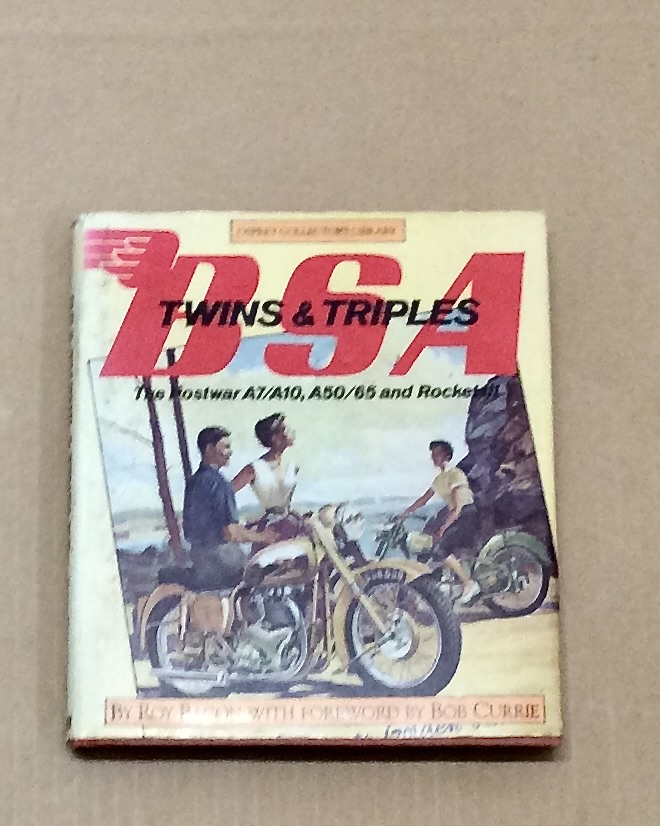 OSPREY COLLECTOR'S LIBRARY
BSA
TWINS & TRIPLES
The Postwar A7/A10, A50/65 and Rocket III
BY ROY BACON WITH FOREWORD BY BOB CURRIE